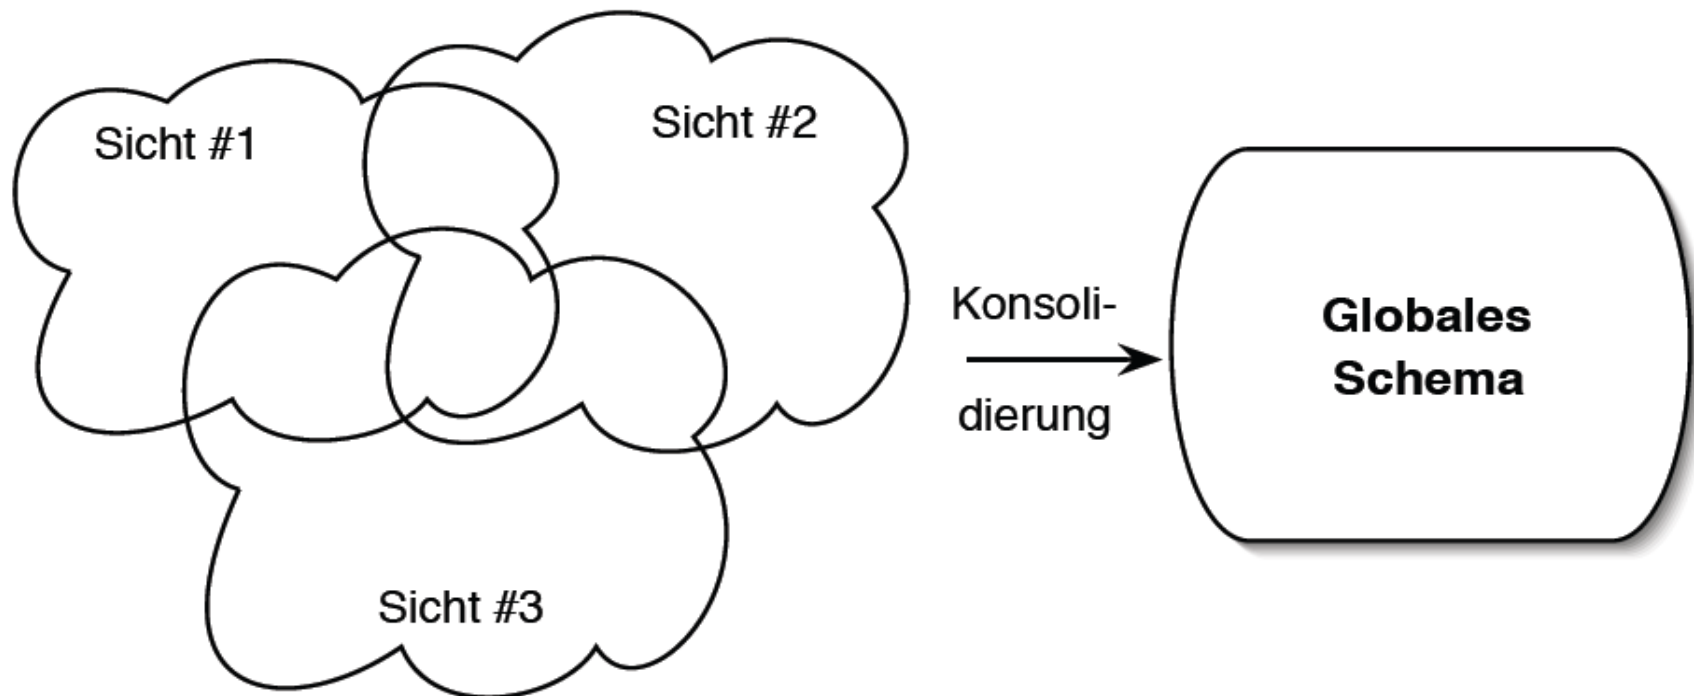 Sicht #1
Sicht #2
Sicht #3
Konsoli-
dierung
Globales
Schema